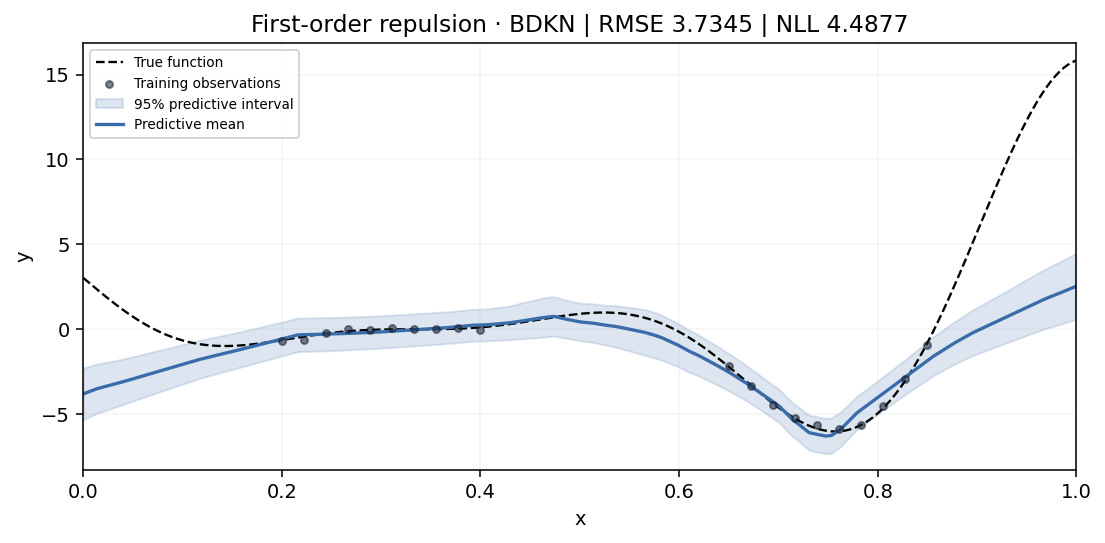 First-order repulsion · BDKN | RMSE 3.7345 | NLL 4.4877
True function
Training observations
95% predictive interval
Predictive mean
15
10
5
0
−5
y
0.0 0.2 0.4 0.6 0.8 1.0
x